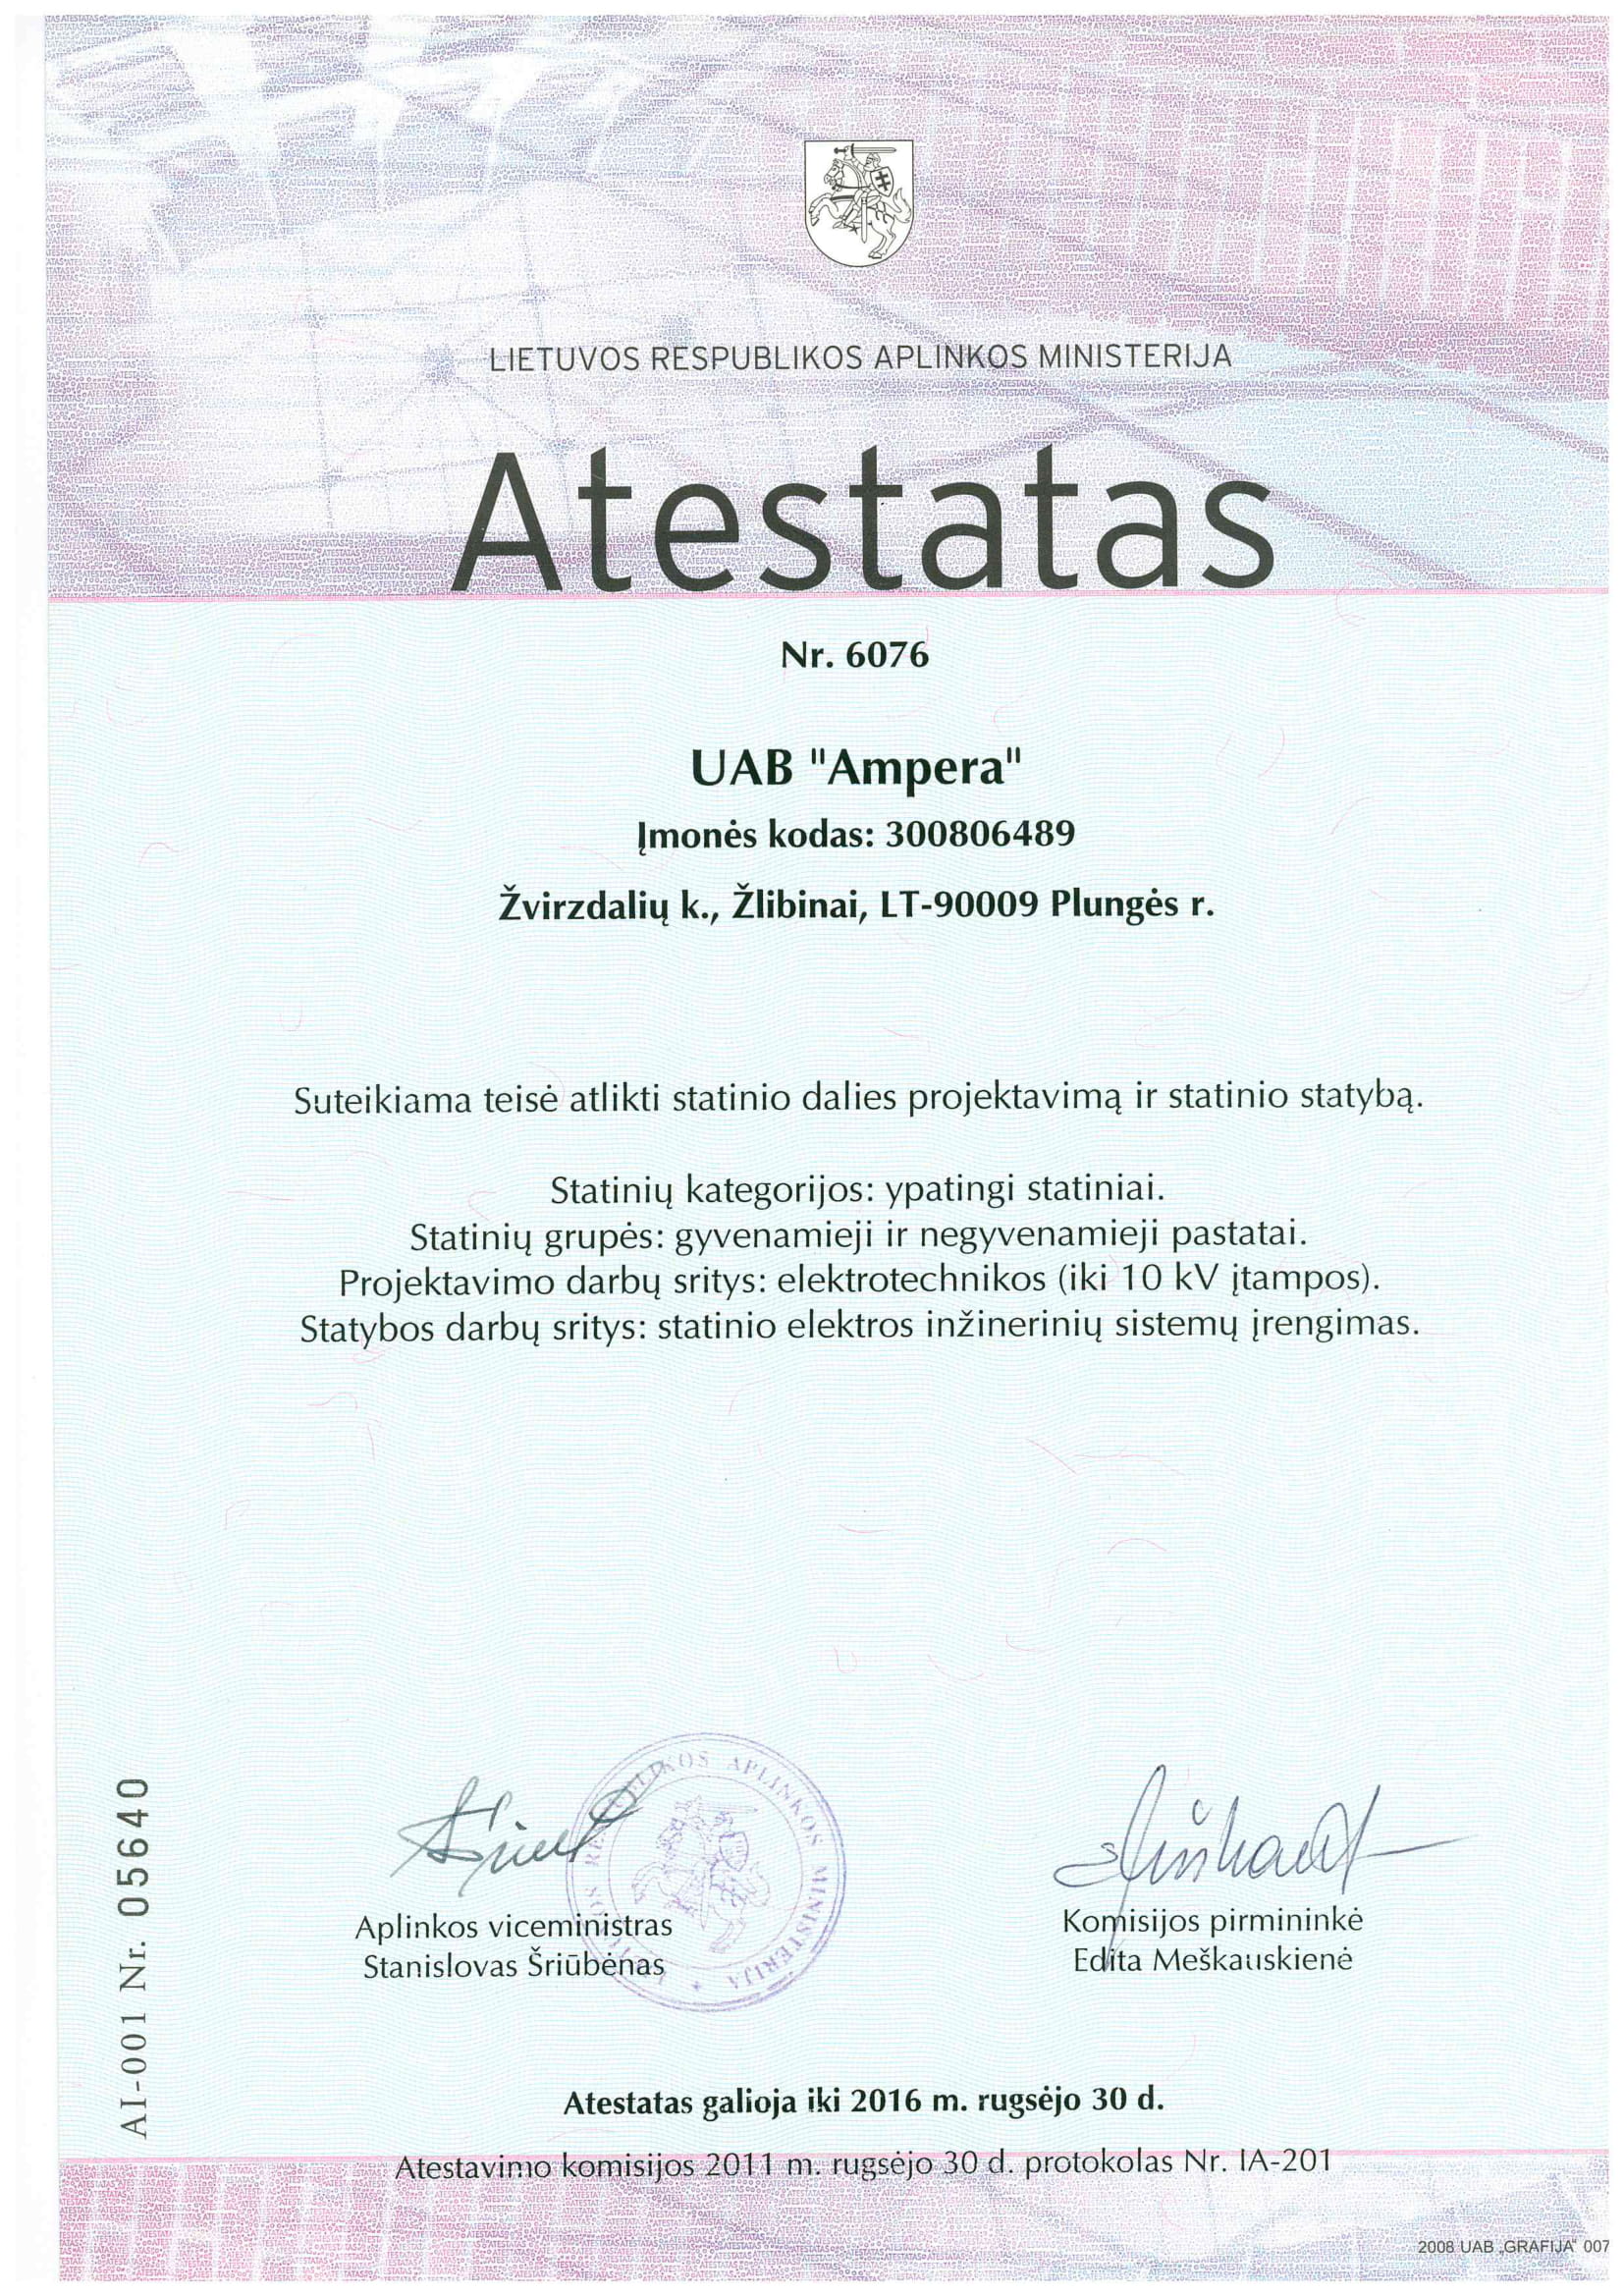 LIETUVOS RESPUBLIKOS APLINKOS MINISTERIJA
Atestatas
Nr. 6076
UAB "Ampera"
Įmonės kodas: 300806489
Žvirzdalių k., Žlibinai, LT-90009 Plungės r.
Suteikiama teisė atlikti statinio dalies projektavimą ir statinio statybą.
Statinių kategorijos: ypatingi statiniai.
Statinių grupės: gyvenamieji ir negyvenamieji pastatai.
Projektavimo darbų sritys: elektrotechnikos (iki 10 kV įtampos).
Statybos darbų sritys: statinio elektros inžinerinių sistemų įrengimas.
APLINKOS MINISTERIJA
Aplinkos viceministras
Stanislovas Šriūbėnas
Komisijos pirmininkė
Edita Meškauskienė
AI-001 Nr. 05640
Atestatas galioja iki 2016 m. rugsėjo 30 d.
Atestavimo komisijos 2011 m. rugsėjo 30 d. protokolas Nr. IA-201
2008 UAB „GRAFIJA“ 007